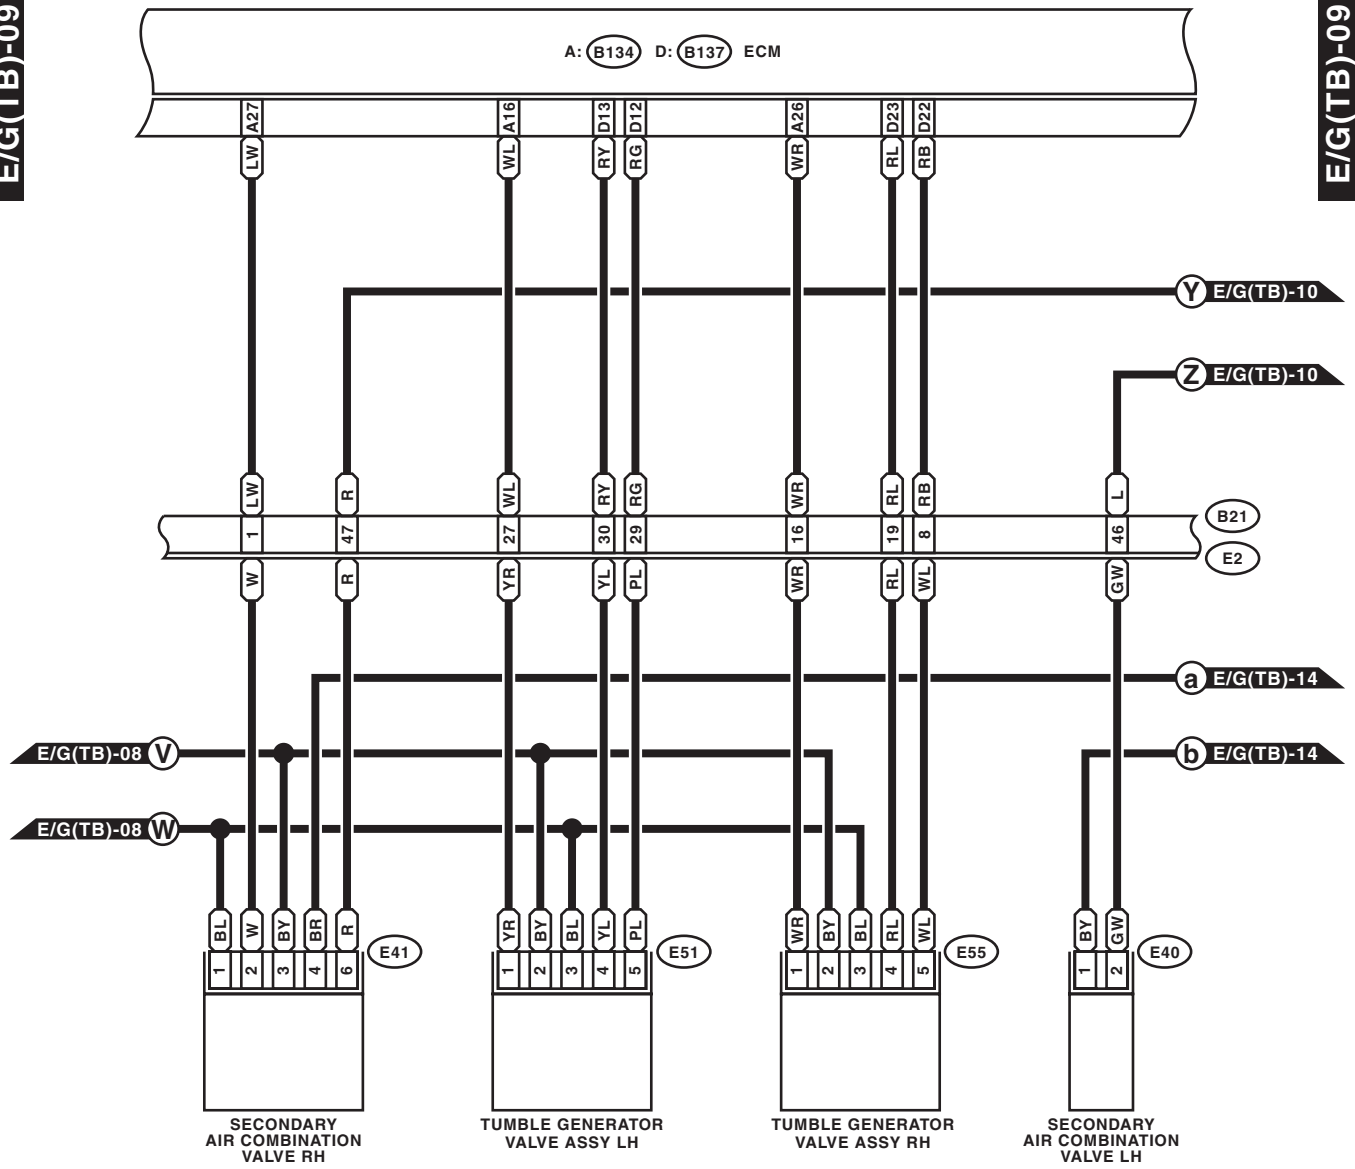 E/G(TB)-09
E/G(TB)-09
A: B134 D: B137 ECM
A27 A16 D13 D12 A26 D23 D22
LW WL RY RG WR RL RB
Y E/G(TB)-10
Z E/G(TB)-10
LW R WL RY RG WR RL RB L
B21
1 47 27 30 29 16 19 8 46
E2
W R YR YL PL WR RL WL GW
a E/G(TB)-14
E/G(TB)-08 V
b E/G(TB)-14
E/G(TB)-08 W
BL W BY BR R YR BY BL YL PL WR BY BL RL WL BY GW
E41 E51 E55 E40
1 2 3 4 6 1 2 3 4 5 1 2 3 4 5 1 2
SECONDARY
AIR COMBINATION
VALVE RH
TUMBLE GENERATOR
VALVE ASSY LH
TUMBLE GENERATOR
VALVE ASSY RH
SECONDARY
AIR COMBINATION
VALVE LH